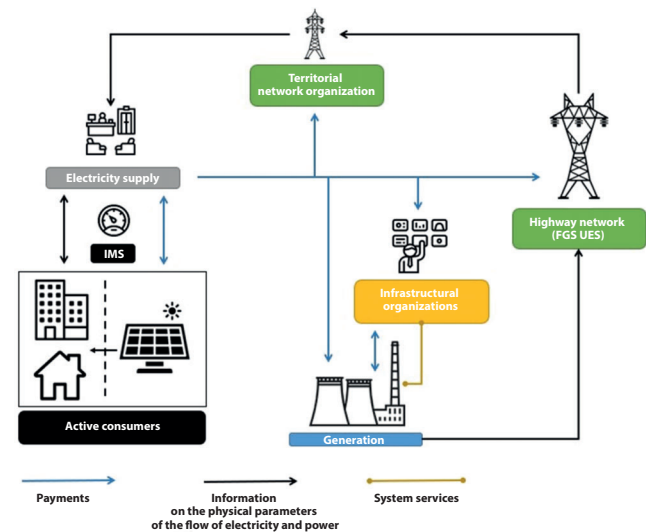 Territorial
network organization
Electricity supply
Highway network
(FGS UES)
IMS
Infrastructural
organizations
Active consumers
Generation
Payments
Information
on the physical parameters
of the flow of electricity and power
System services